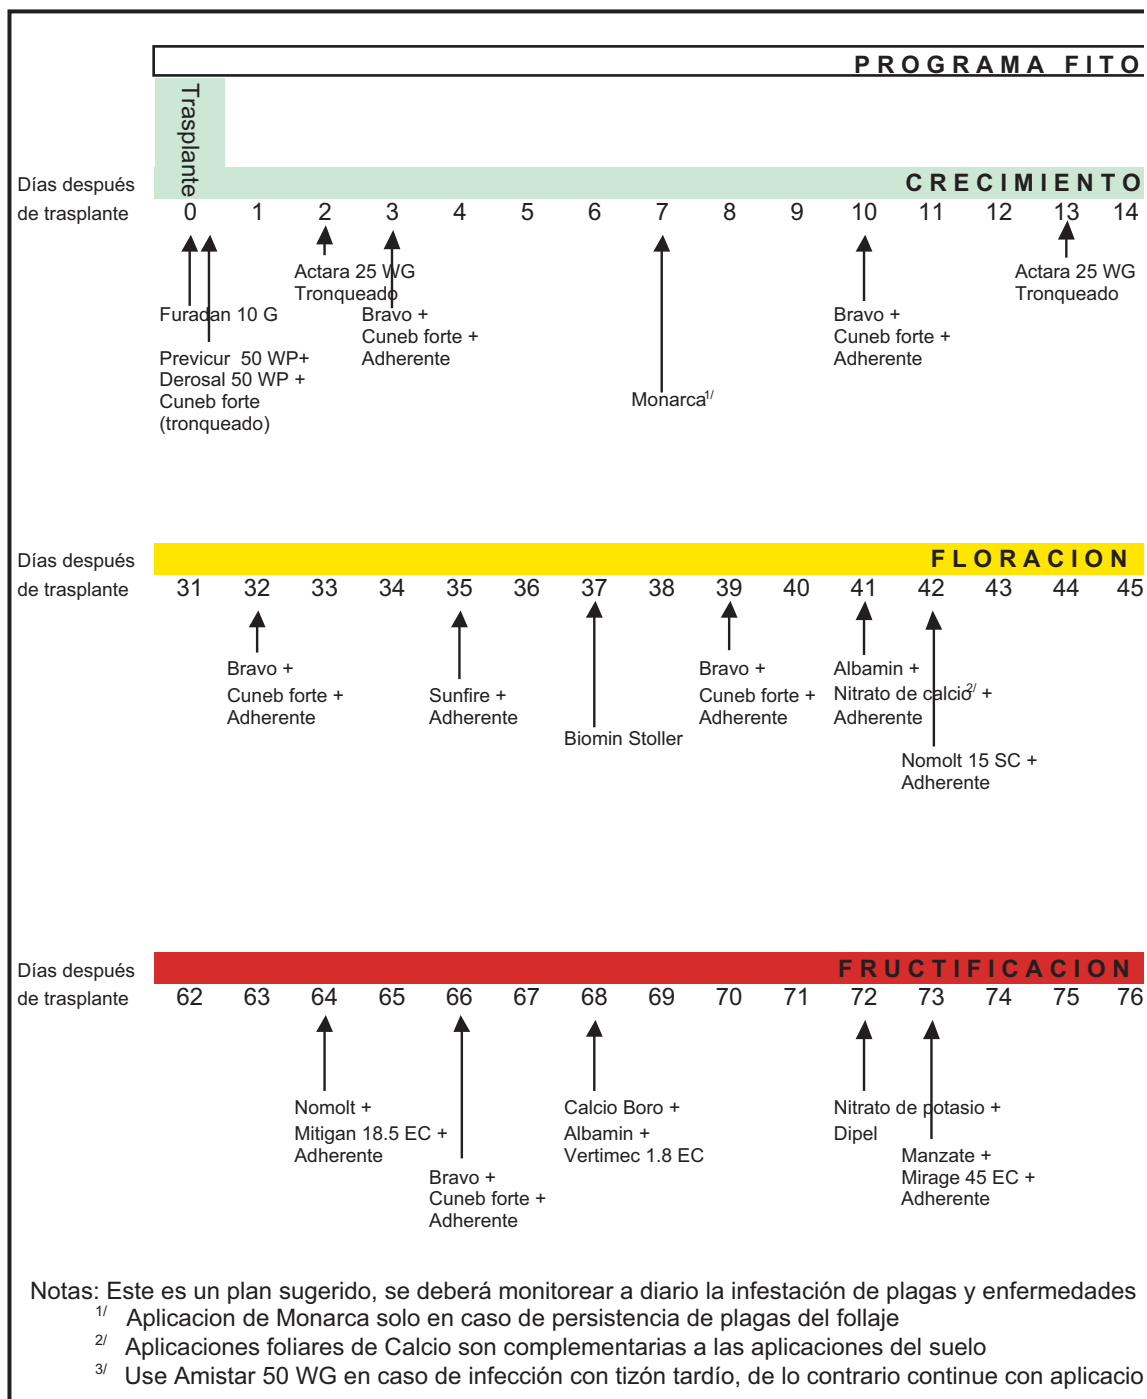 PROGRAMA FITO
Trasplante
Días después
de trasplante
CRECIMIENTO
0 1 2 3 4 5 6 7 8 9 10 11 12 13 14
Furadan 10 G
Previcur 50 WP+
Derosal 50 WP +
Cuneb forte
(tronqueado)
Actara 25 WG
Tronqueado
Bravo +
Cuneb forte +
Adherente
Monarca1/
Bravo +
Cuneb forte +
Adherente
Actara 25 WG
Tronqueado
Días después
de trasplante
FLORACION
31 32 33 34 35 36 37 38 39 40 41 42 43 44 45
Bravo +
Cuneb forte +
Adherente
Sunfire +
Adherente
Biomin Stoller
Bravo +
Cuneb forte +
Adherente
Albamin +
Nitrato de calcio2/ +
Adherente
Nomolt 15 SC +
Adherente
Días después
de trasplante
FRUCTIFICACION
62 63 64 65 66 67 68 69 70 71 72 73 74 75 76
Nomolt +
Mitigan 18.5 EC +
Adherente
Bravo +
Cuneb forte +
Adherente
Calcio Boro +
Albamin +
Vertimec 1.8 EC
Nitrato de potasio +
Dipel
Manzate +
Mirage 45 EC +
Adherente
Notas: Este es un plan sugerido, se deberá monitorear a diario la infestación de plagas y enfermedades
1/ Aplicacion de Monarca solo en caso de persistencia de plagas del follaje
2/ Aplicaciones foliares de Calcio son complementarias a las aplicaciones del suelo
3/ Use Amistar 50 WG en caso de infección con tizón tardío, de lo contrario continue con aplicacio